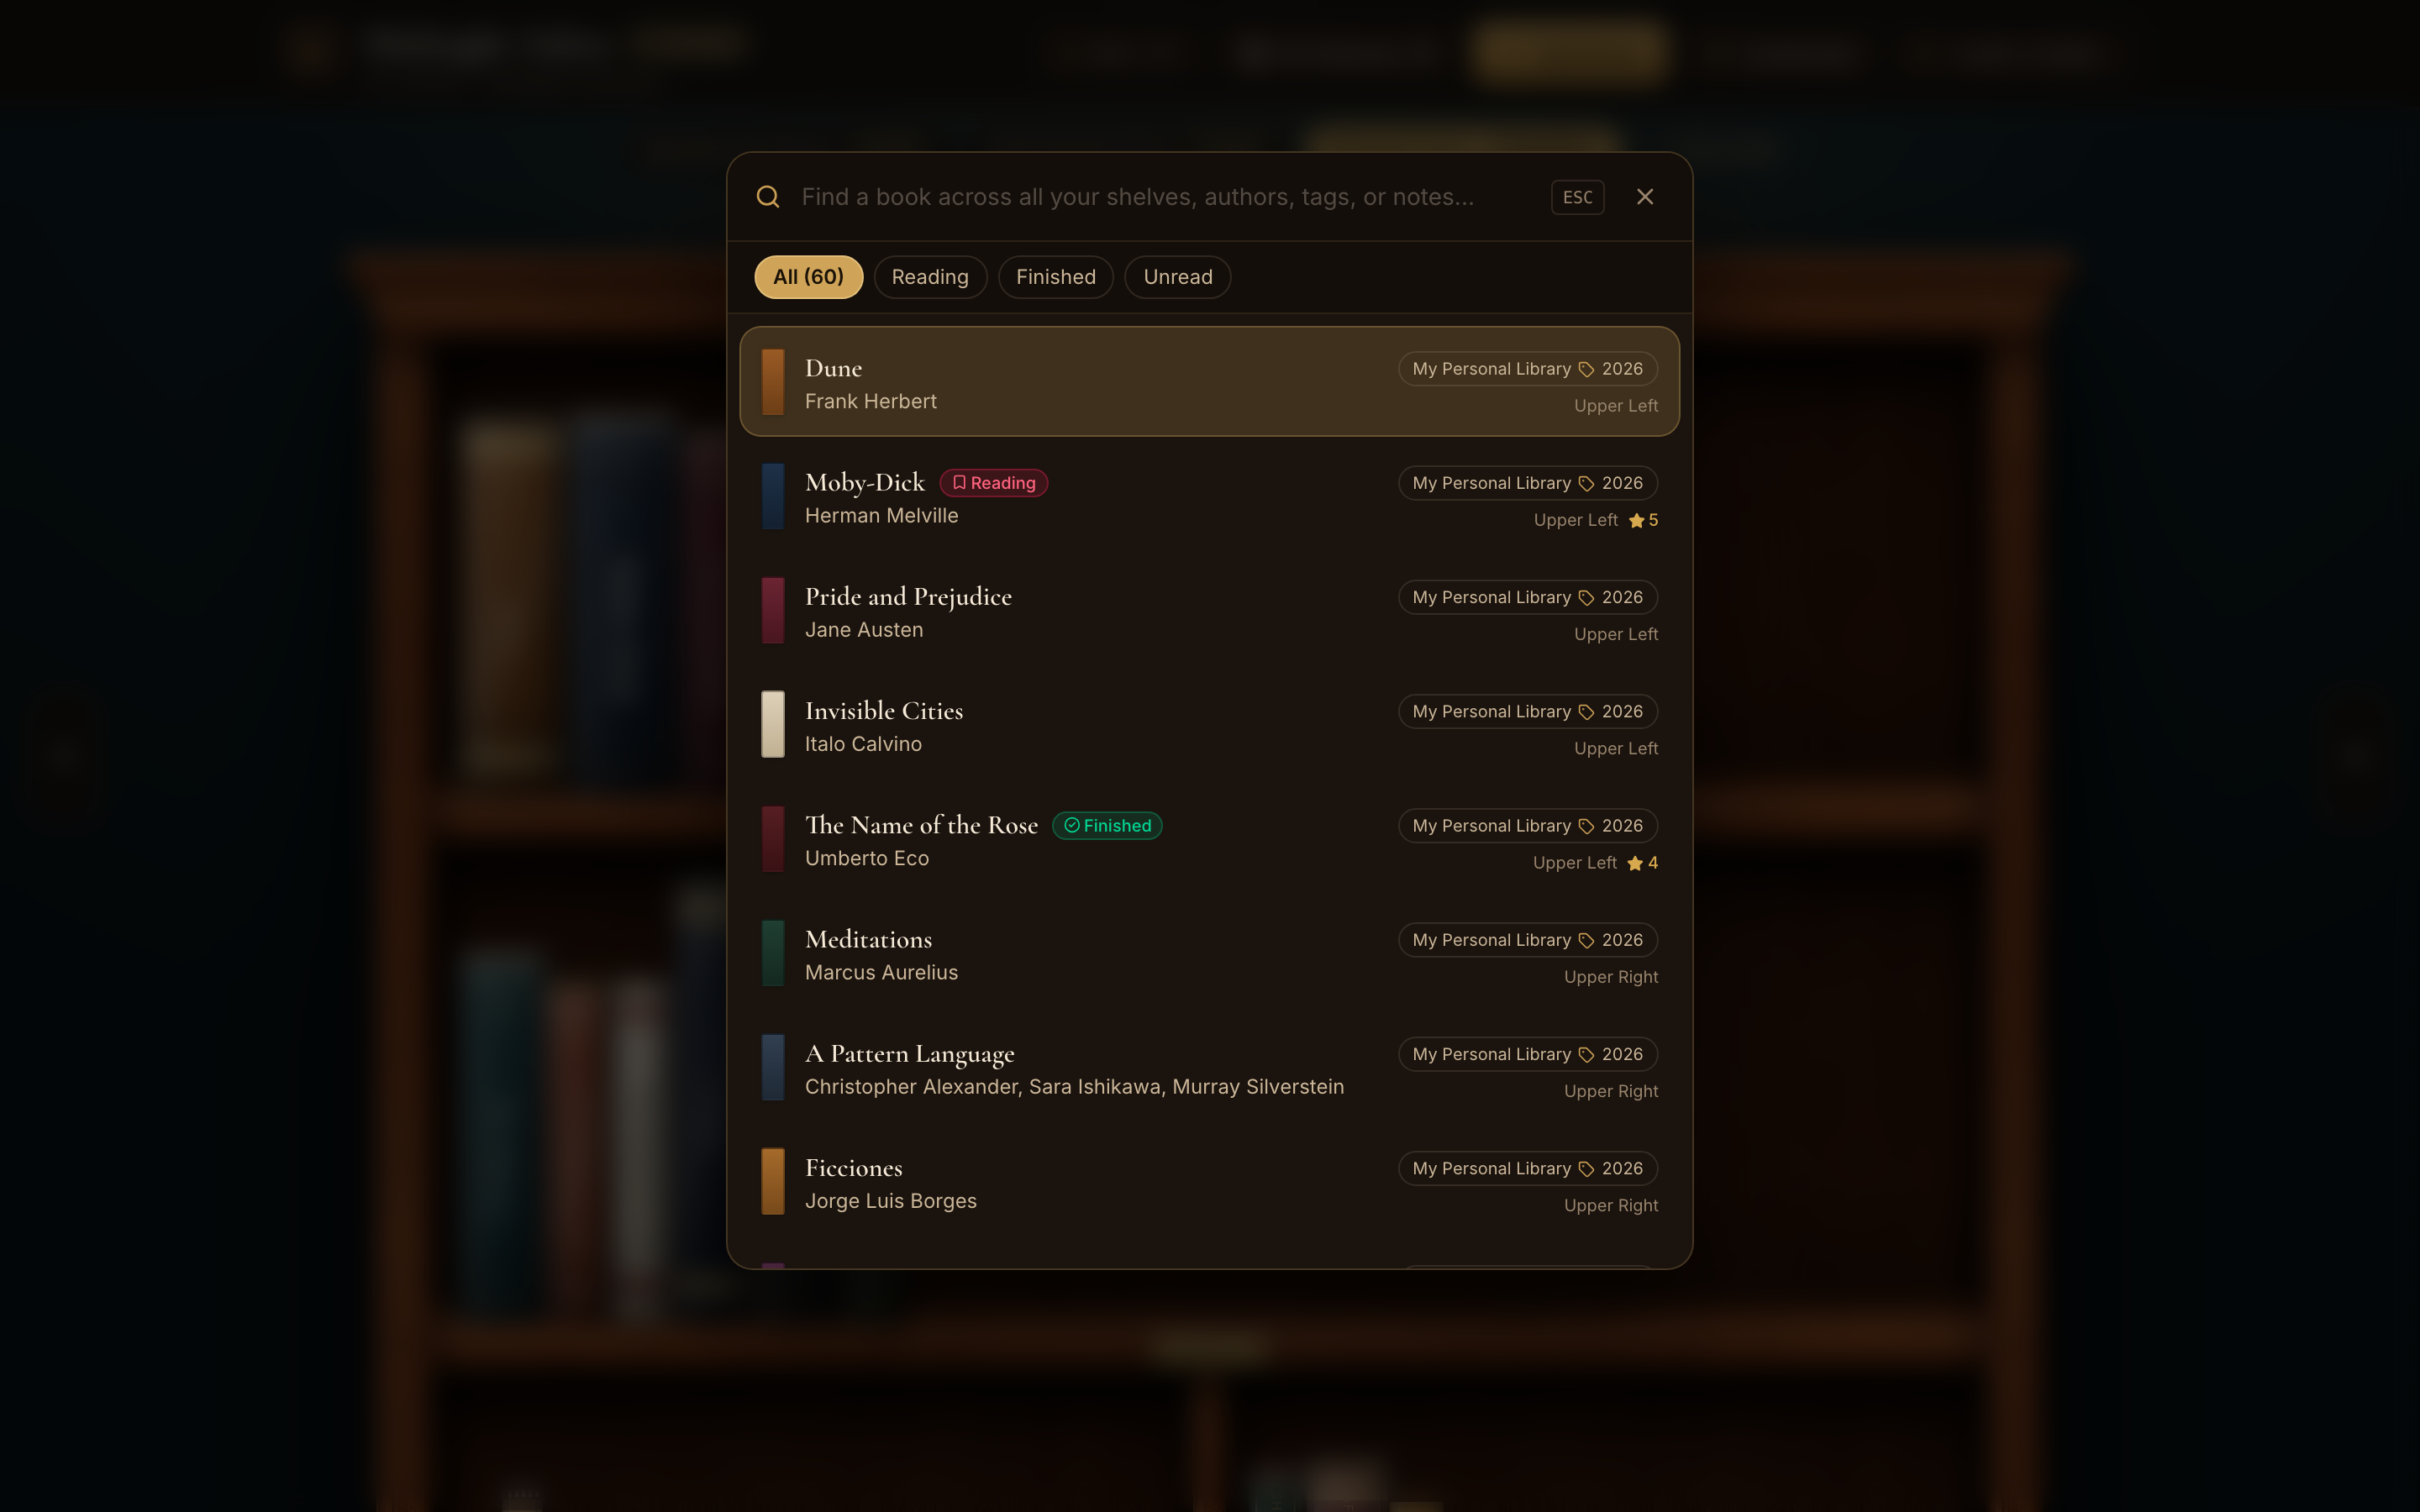 Find a book across all your shelves, authors, tags, or notes...
ESC
All (60)
Reading
Finished
Unread
Dune
My Personal Library 2026
Frank Herbert
Upper Left
Moby-Dick
Reading
My Personal Library 2026
Herman Melville
Upper Left 5
Pride and Prejudice
My Personal Library 2026
Jane Austen
Upper Left
Invisible Cities
My Personal Library 2026
Italo Calvino
Upper Left
The Name of the Rose
Finished
My Personal Library 2026
Umberto Eco
Upper Left 4
Meditations
My Personal Library 2026
Marcus Aurelius
Upper Right
A Pattern Language
My Personal Library 2026
Christopher Alexander, Sara Ishikawa, Murray Silverstein
Upper Right
Ficciones
My Personal Library 2026
Jorge Luis Borges
Upper Right